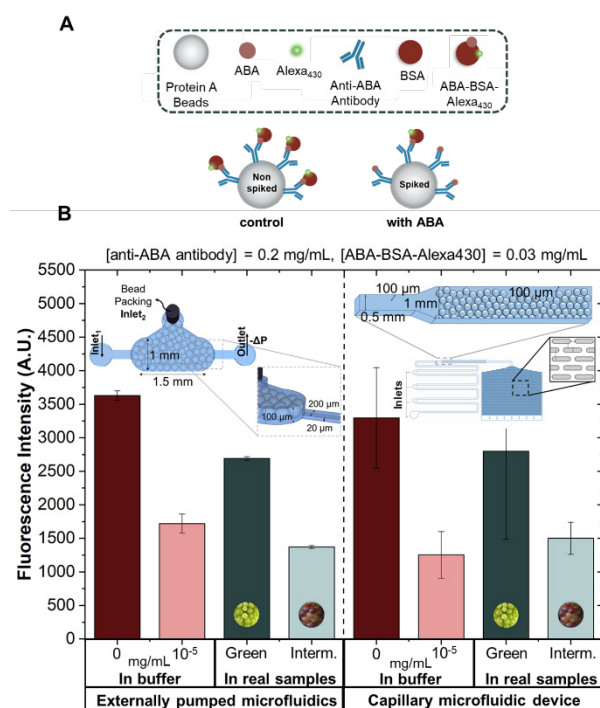 A
Protein A
Beads
ABA
Alexa430
Anti-ABA
Antibody
BSA
ABA-BSA-
Alexa430
Non
spiked
control
Spiked
with ABA
B
[anti-ABA antibody] = 0.2 mg/mL, [ABA-BSA-Alexa430] = 0.03 mg/mL
Fluorescence Intensity (A.U.)
5500
5000
4500
4000
3500
3000
2500
2000
1500
1000
500
0
Bead
Packing
Inlet2
Inlet1
Outlet
-ΔP
1 mm
1.5 mm
100 µm
200 µm
20 µm
100 µm
1 mm
0.5 mm
100 µm
Inlets
0
mg/mL
10-5
Green
Interm.
0
mg/mL
10-5
Green
Interm.
In buffer
In real samples
In buffer
In real samples
Externally pumped microfluidics
Capillary microfluidic device